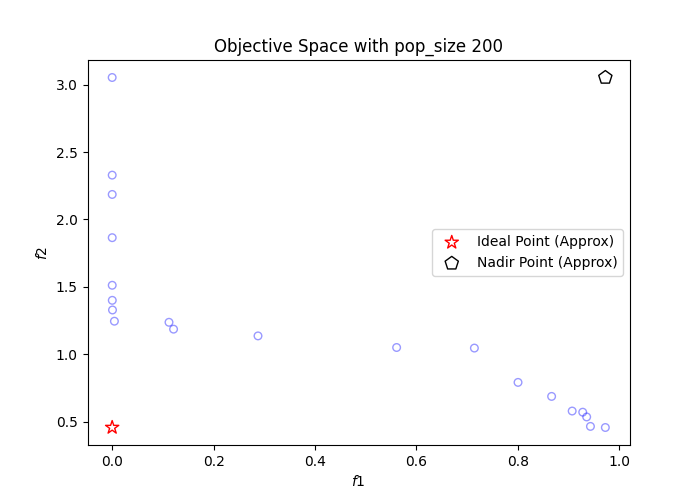 Objective Space with pop_size 200
3.0
2.5
2.0
1.5
1.0
0.5
f2
Ideal Point (Approx)
Nadir Point (Approx)
0.0 0.2 0.4 0.6 0.8 1.0
f1